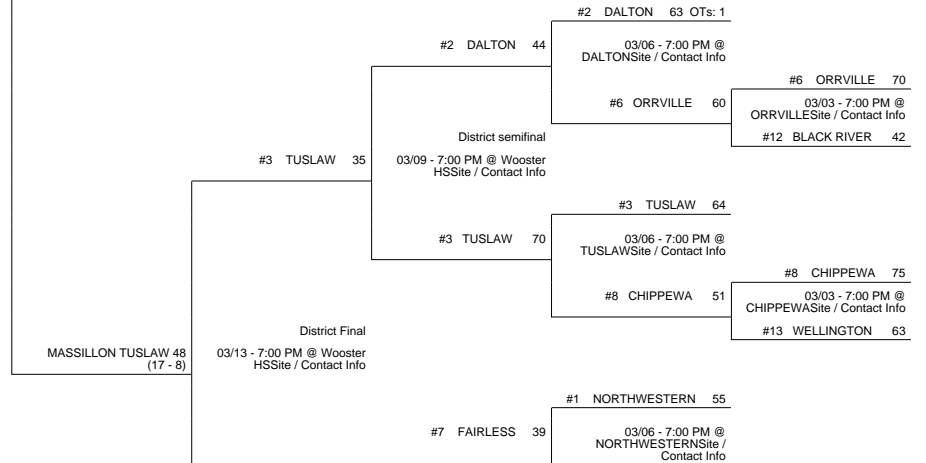 #2 DALTON 63 OTs: 1
#2 DALTON 44
03/06 - 7:00 PM @
DALTONSite / Contact Info
#6 ORRVILLE 70
#6 ORRVILLE 60
03/03 - 7:00 PM @
ORRVILLESite / Contact Info
#12 BLACK RIVER 42
District semifinal
#3 TUSLAW 35
03/09 - 7:00 PM @ Wooster
HSSite / Contact Info
#3 TUSLAW 64
#3 TUSLAW 70
03/06 - 7:00 PM @
TUSLAWSite / Contact Info
#8 CHIPPEWA 75
#8 CHIPPEWA 51
03/03 - 7:00 PM @
CHIPPEWASite / Contact Info
#13 WELLINGTON 63
District Final
MASSILLON TUSLAW 48
(17 - 8)
03/13 - 7:00 PM @ Wooster
HSSite / Contact Info
#1 NORTHWESTERN 55
#7 FAIRLESS 39
03/06 - 7:00 PM @
NORTHWESTERNSite /
Contact Info